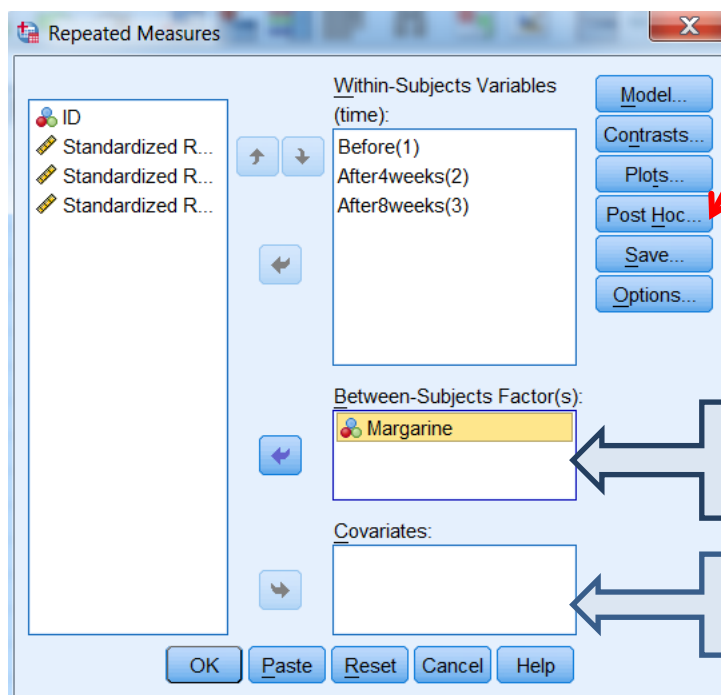 Repeated Measures
X
Within-Subjects Variables
(time):
ID
Standardized R...
Standardized R...
Standardized R...
Before(1)
After4weeks(2)
After8weeks(3)
Model...
Contrasts...
Plots...
Post Hoc...
Save...
Options...
Between-Subjects Factor(s):
Margarine
Covariates:
OK Paste Reset Cancel Help